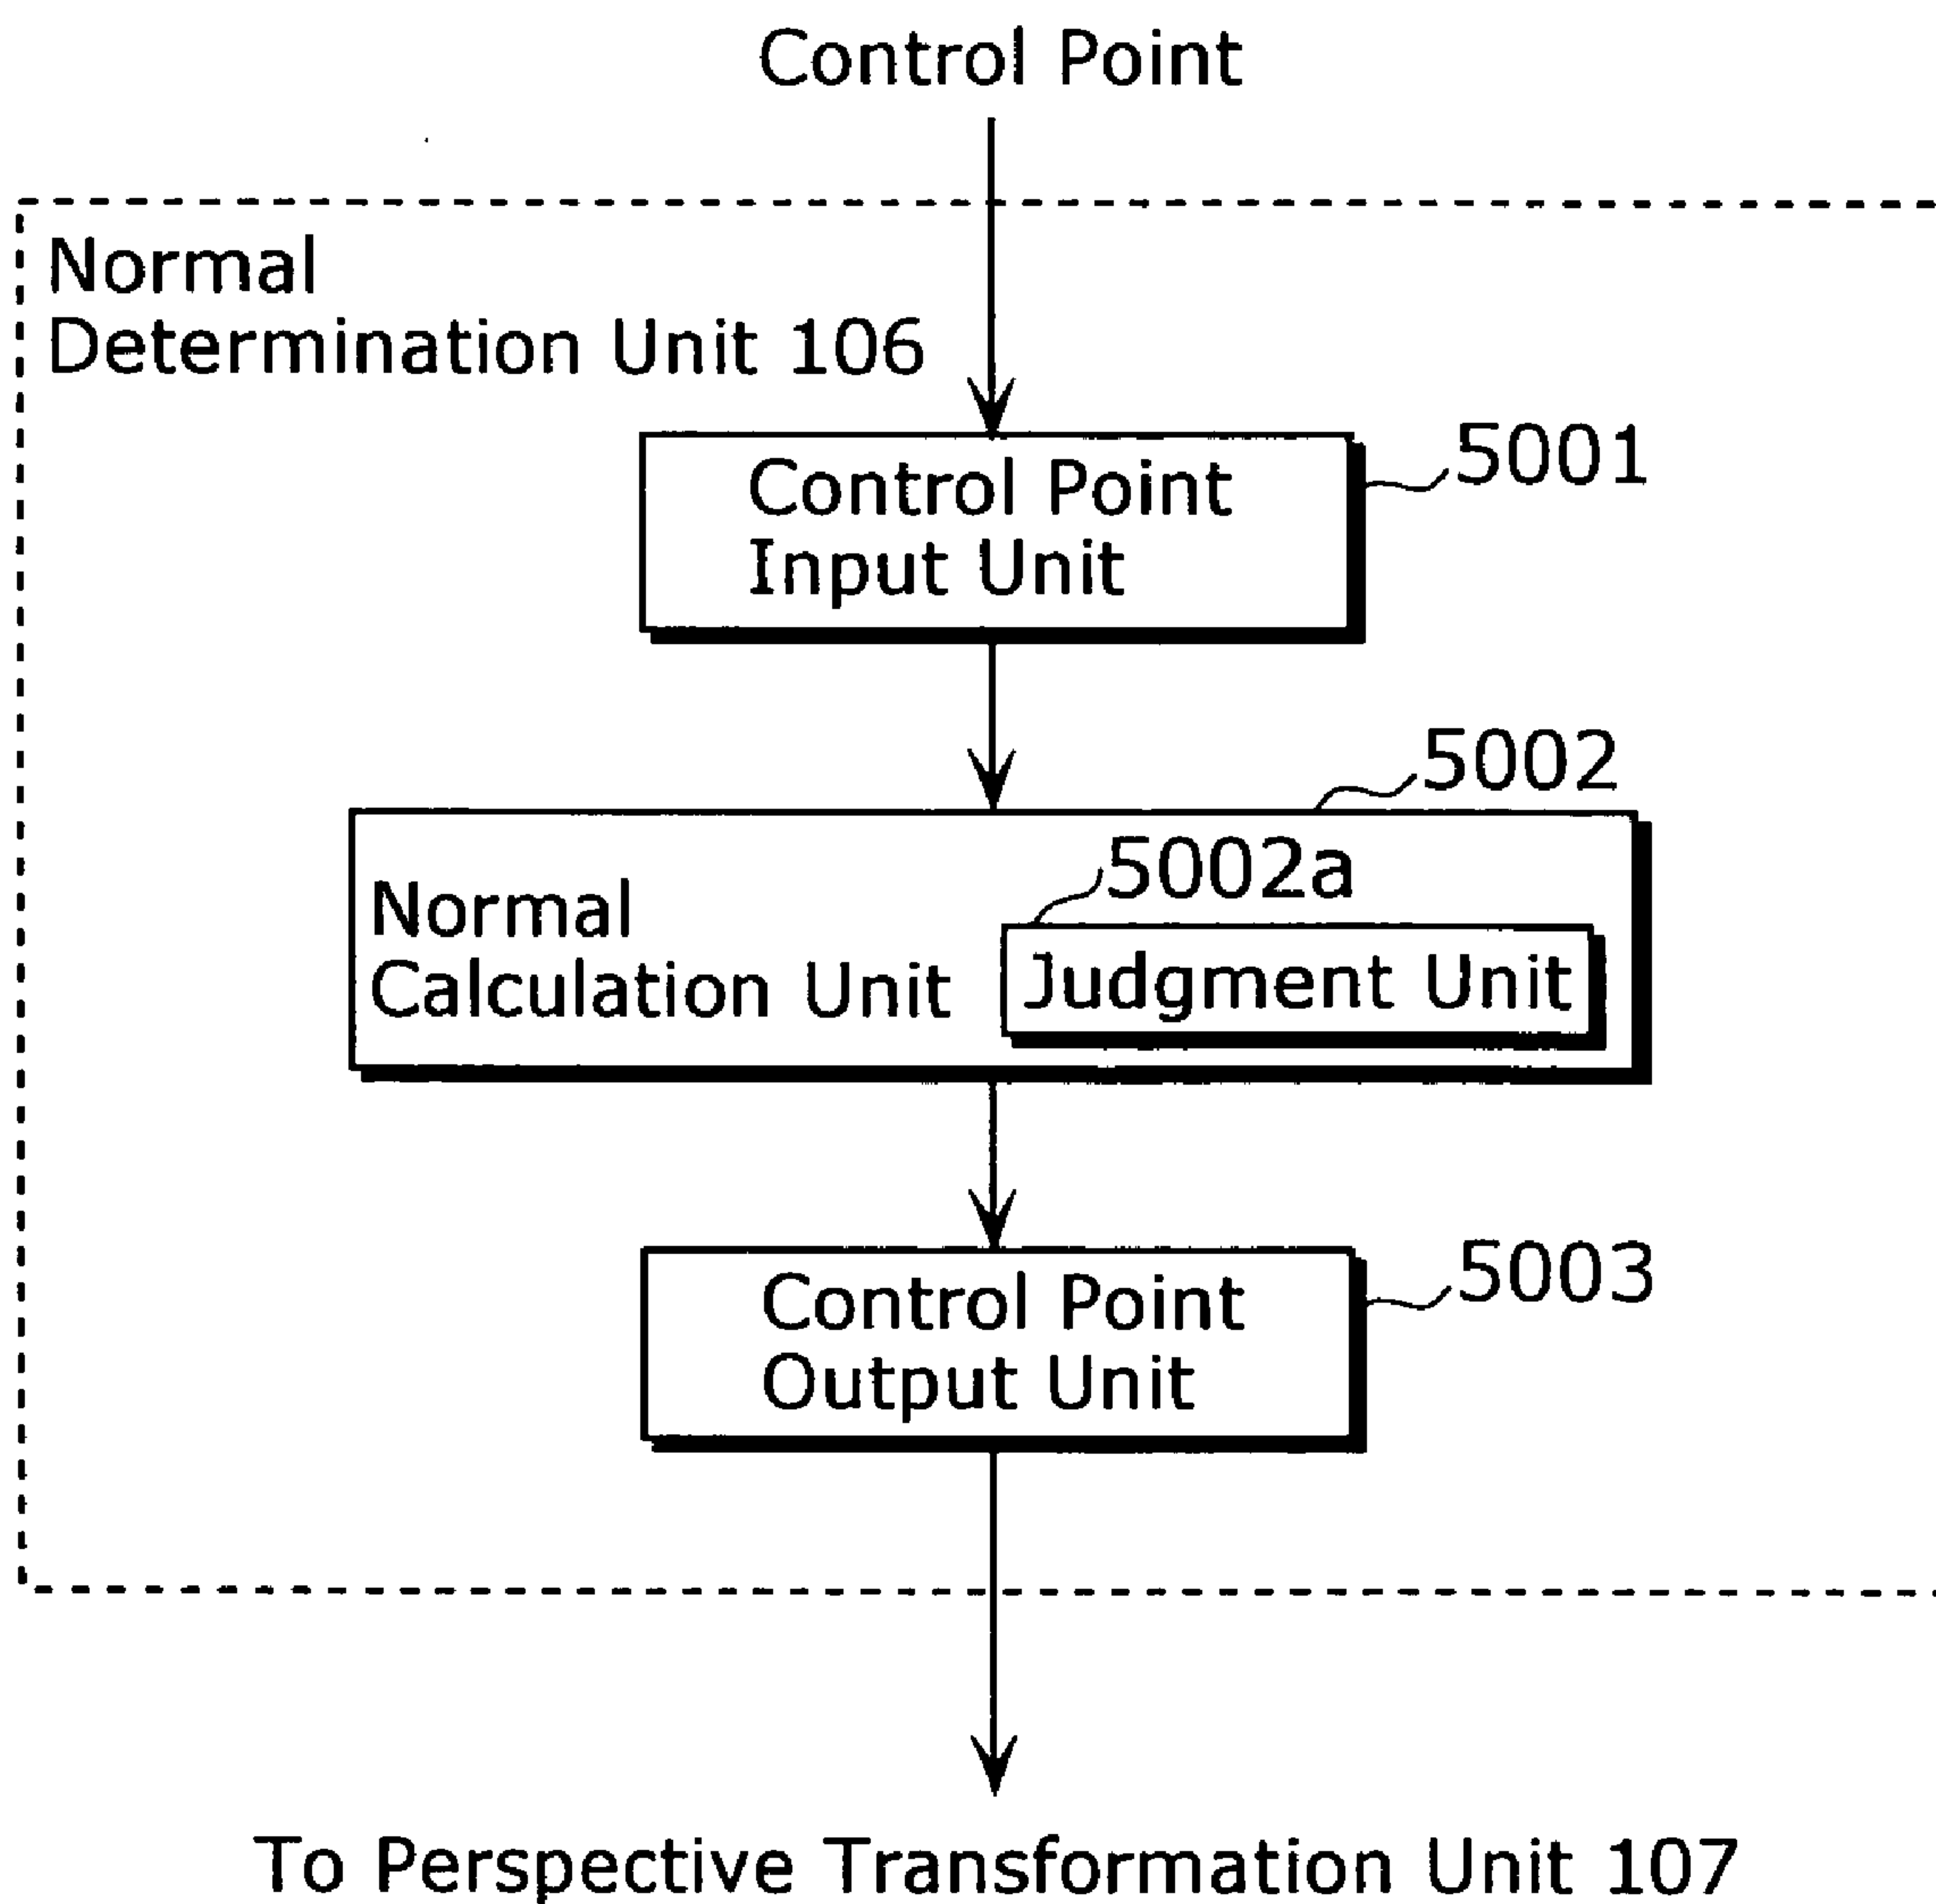 Control Point
Normal
Determination Unit 106
Control Point
Input Unit
5001
5002
5002a
Normal
Calculation Unit
Judgment Unit
Control Point
Output Unit
5003
To Perspective Transformation Unit 107